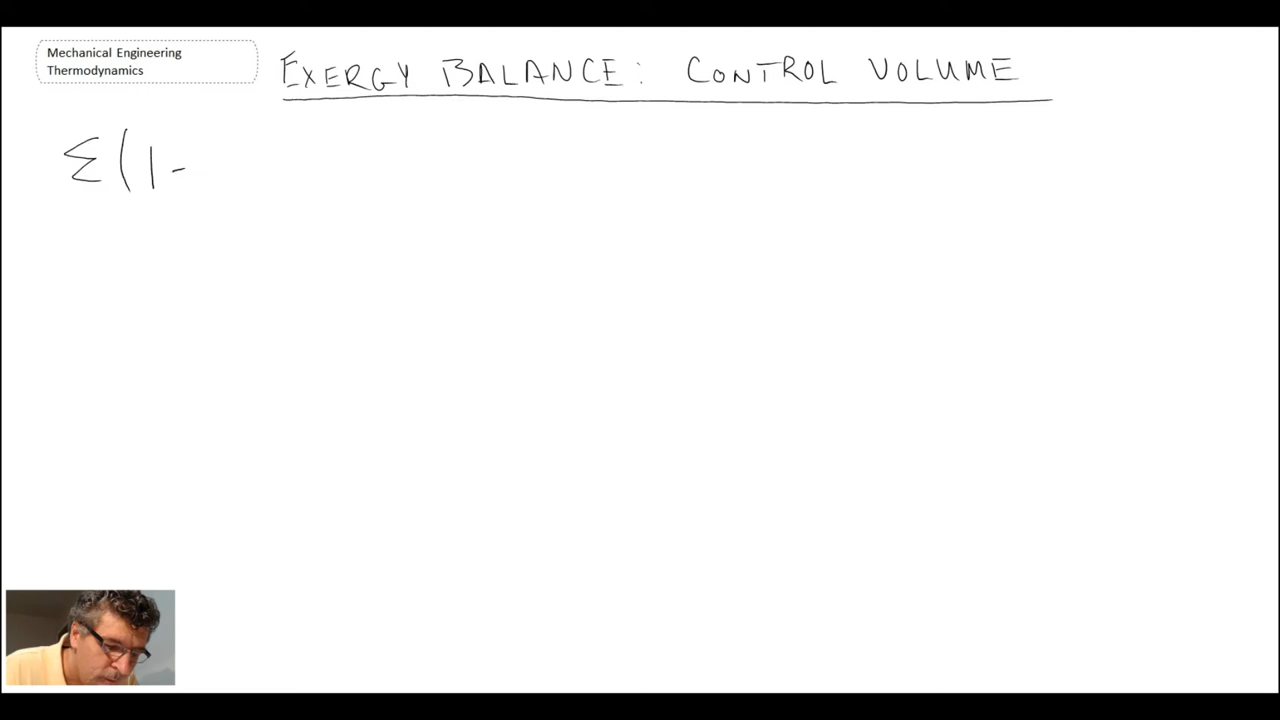 Mechanical Engineering
Thermodynamics
EXERGY BALANCE: CONTROL VOLUME
Σ(1-